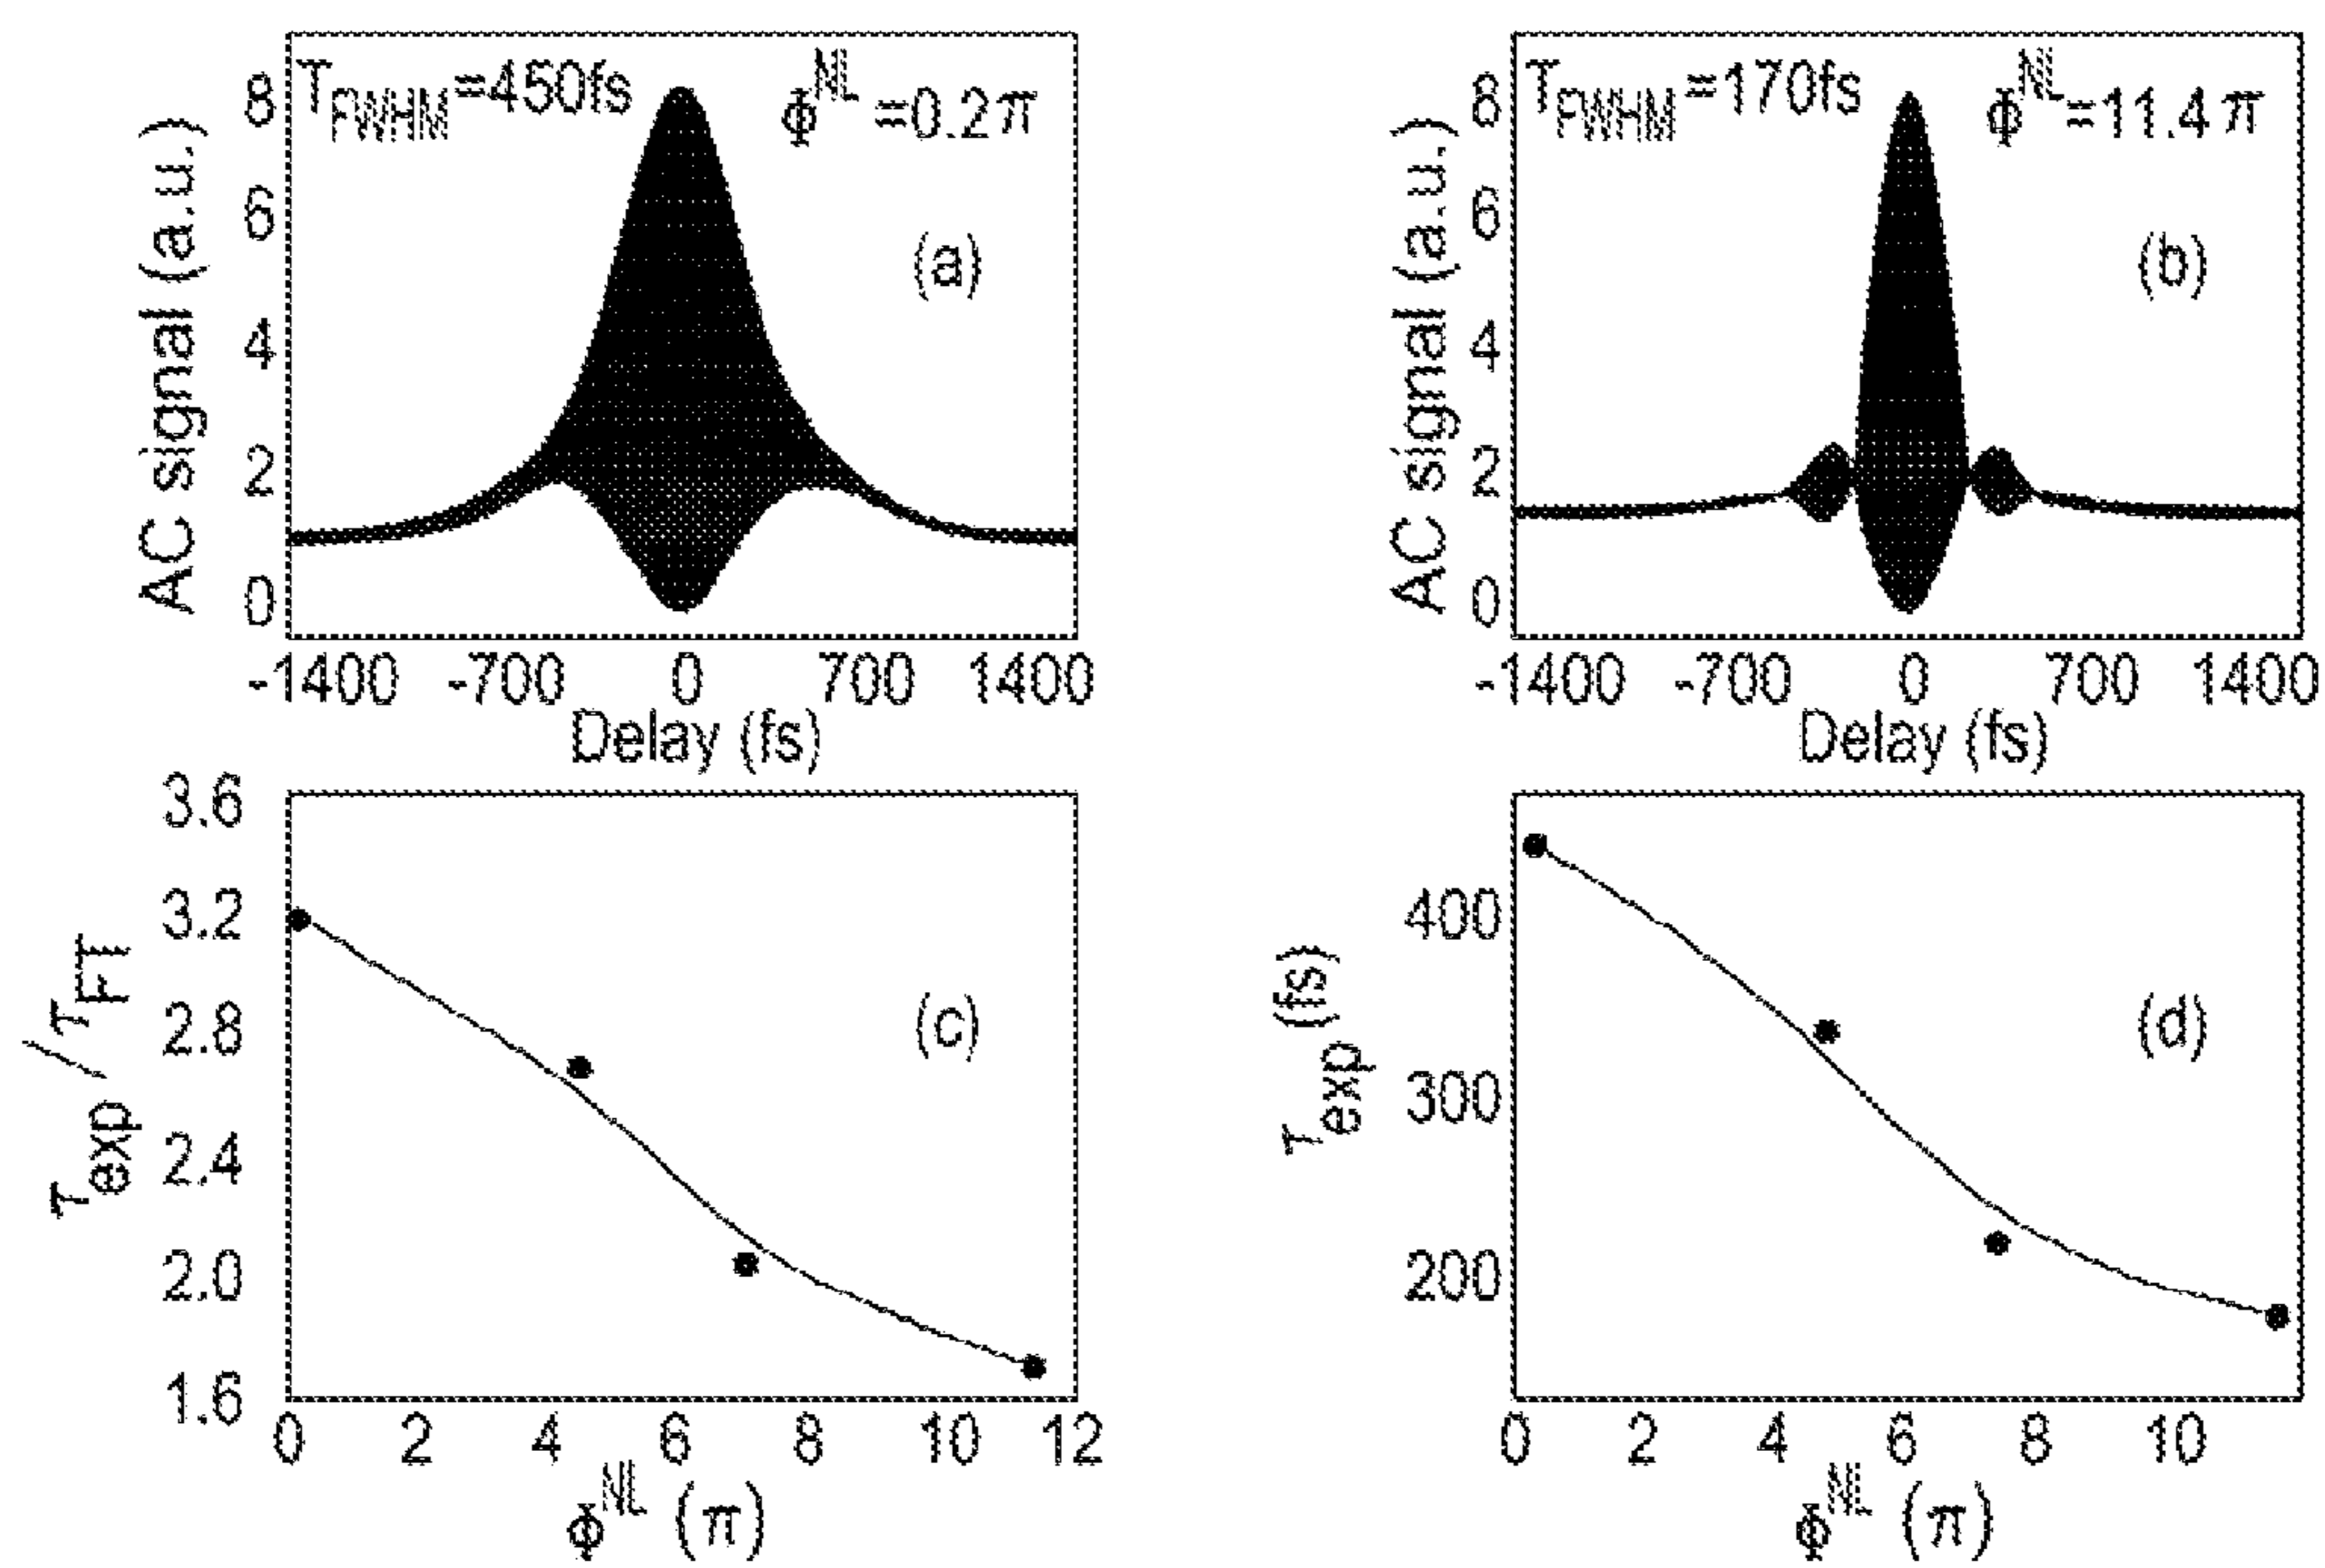 T_FWHM=450fs Φ^NL=0.2π
(a)
AC signal (a.u.)
8
6
4
2
0
-1400 -700 0 700 1400
Delay (fs)
T_FWHM=170fs Φ^NL=11.4π
(b)
AC signal (a.u.)
8
6
4
2
0
-1400 -700 0 700 1400
Delay (fs)
(c)
τ_exp/τ_FT
3.6
3.2
2.8
2.4
2.0
1.6
0 2 4 6 8 10 12
Φ^NL (π)
(d)
τ_exp(fs)
400
300
200
0 2 4 6 8 10
Φ^NL (π)